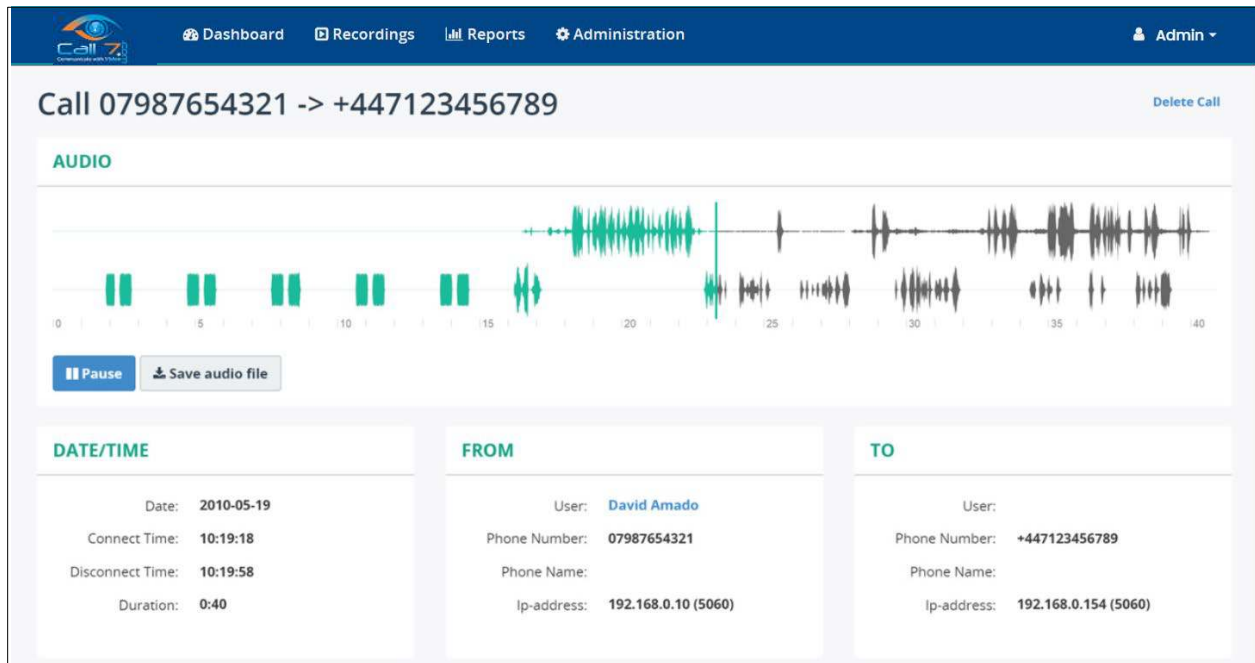 Call 7.
Dashboard Recordings Reports Administration Admin
Call 07987654321 -> +447123456789
Delete Call
AUDIO
0 5 10 15 20 25 30 35 40
Pause Save audio file
DATE/TIME
Date: 2010-05-19
Connect Time: 10:19:18
Disconnect Time: 10:19:58
Duration: 0:40
FROM
User: David Amado
Phone Number: 07987654321
Phone Name:
Ip-address: 192.168.0.10 (5060)
TO
User:
Phone Number: +447123456789
Phone Name:
Ip-address: 192.168.0.154 (5060)